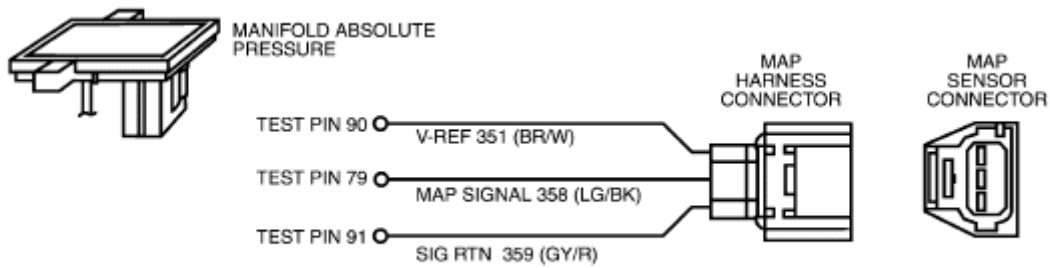 MANIFOLD ABSOLUTE
PRESSURE
MAP
HARNESS
CONNECTOR
MAP
SENSOR
CONNECTOR
TEST PIN 90
V-REF 351 (BR/W)
TEST PIN 79
MAP SIGNAL 358 (LG/BK)
TEST PIN 91
SIG RTN 359 (GY/R)